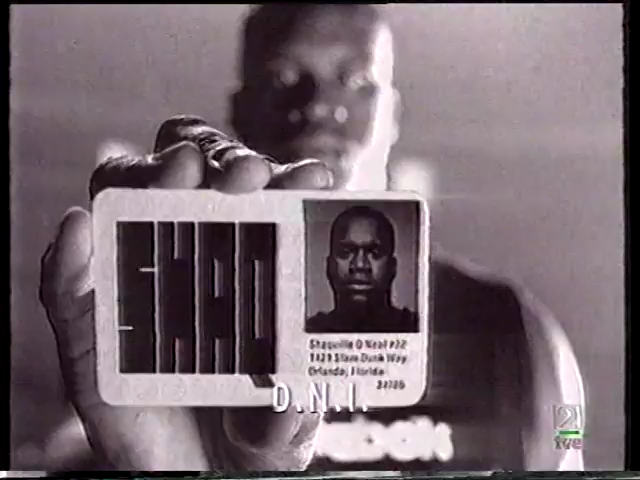 SHAQ
Shaquille O Neal #32
1121 Slam Dunk Way
Orlando, Florida
D.N.I.
2
tve